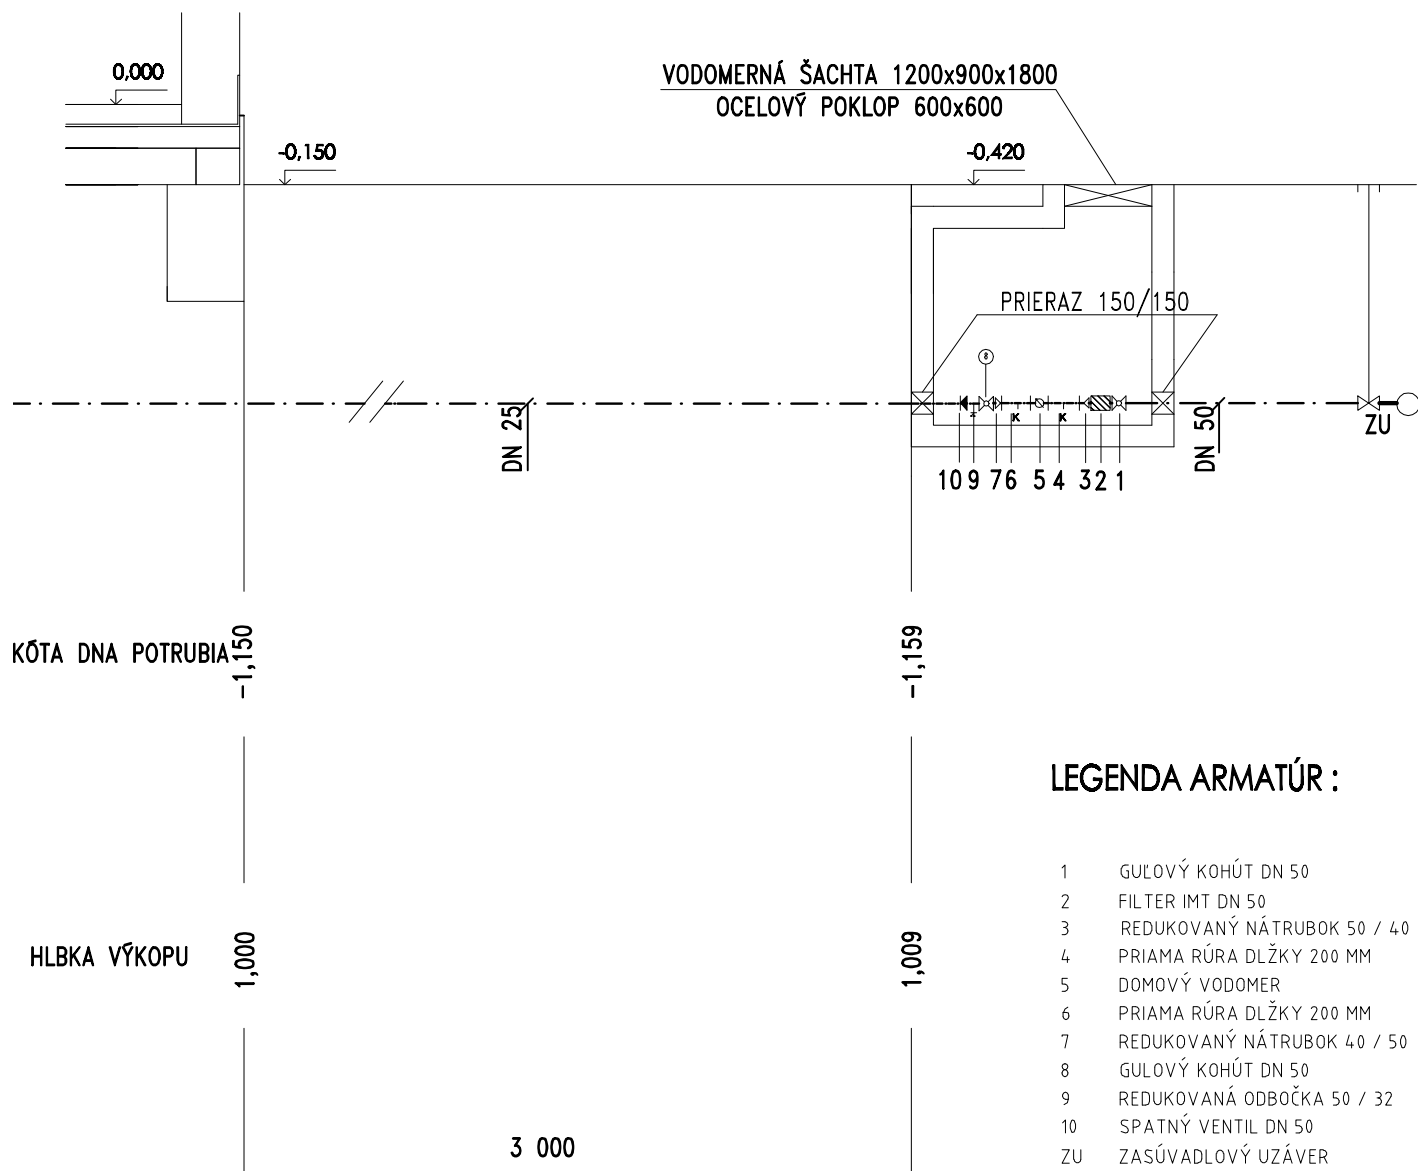 0,000
VODOMERNÁ ŠACHTA 1200x900x1800
OCELOVÝ POKLOP 600x600
-0,150
-0,420
PRIERAZ 150/150
8
DN 25
K K
DN 50
ZU
10 9 7 6 5 4 3 2 1
KÓTA DNA POTRUBIA
-1,150
-1,159
HLBKA VÝKOPU
1,000
1,009
3 000
LEGENDA ARMATÚR :
1 GUĽOVÝ KOHÚT DN 50
2 FILTER IMT DN 50
3 REDUKOVANÝ NÁTRUBOK 50 / 40
4 PRIAMA RÚRA DLŽKY 200 MM
5 DOMOVÝ VODOMER
6 PRIAMA RÚRA DLŽKY 200 MM
7 REDUKOVANÝ NÁTRUBOK 40 / 50
8 GULOVÝ KOHÚT DN 50
9 REDUKOVANÁ ODBOČKA 50 / 32
10 SPATNÝ VENTIL DN 50
ZU ZASÚVADLOVÝ UZÁVER